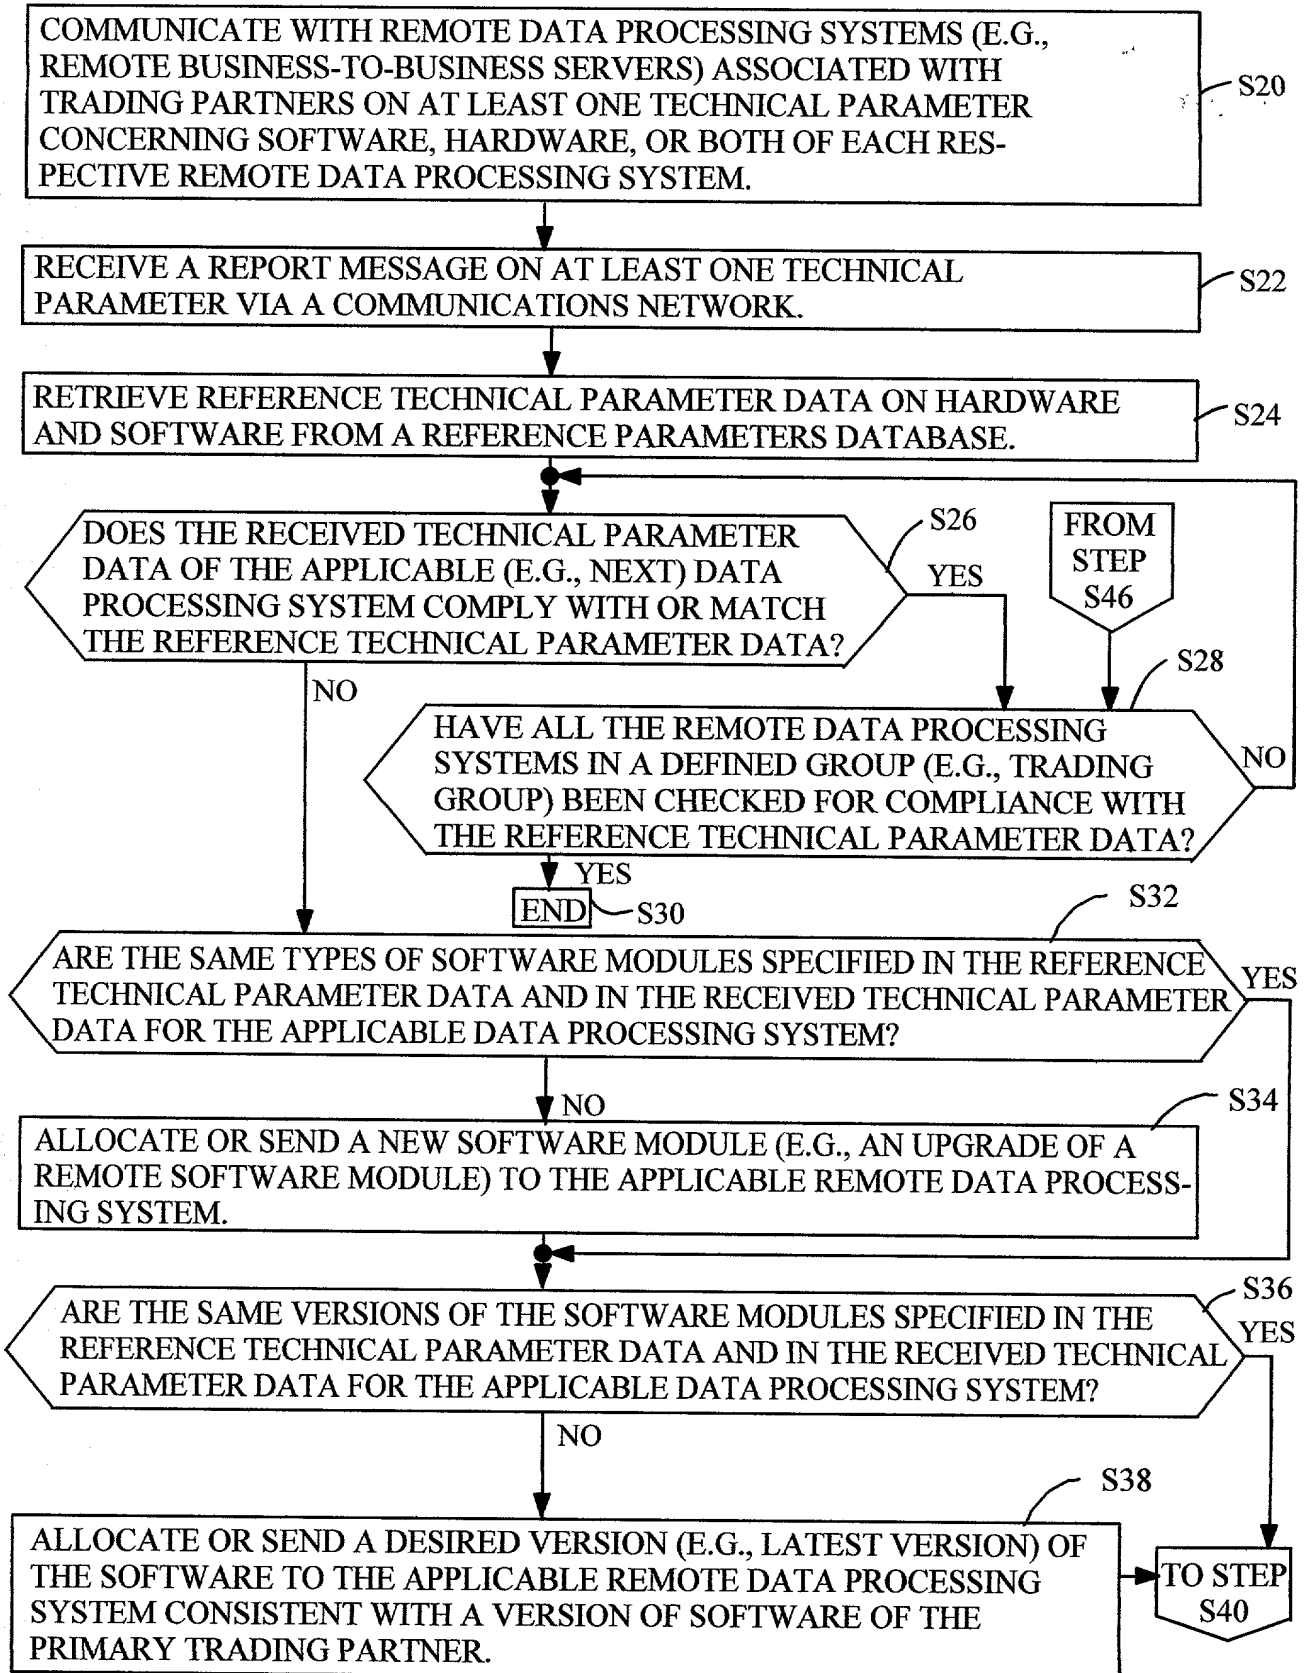 COMMUNICATE WITH REMOTE DATA PROCESSING SYSTEMS (E.G.,
REMOTE BUSINESS-TO-BUSINESS SERVERS) ASSOCIATED WITH
TRADING PARTNERS ON AT LEAST ONE TECHNICAL PARAMETER
CONCERNING SOFTWARE, HARDWARE, OR BOTH OF EACH RES-
PECTIVE REMOTE DATA PROCESSING SYSTEM.
S20
RECEIVE A REPORT MESSAGE ON AT LEAST ONE TECHNICAL
PARAMETER VIA A COMMUNICATIONS NETWORK.
S22
RETRIEVE REFERENCE TECHNICAL PARAMETER DATA ON HARDWARE
AND SOFTWARE FROM A REFERENCE PARAMETERS DATABASE.
S24
DOES THE RECEIVED TECHNICAL PARAMETER
DATA OF THE APPLICABLE (E.G., NEXT) DATA
PROCESSING SYSTEM COMPLY WITH OR MATCH
THE REFERENCE TECHNICAL PARAMETER DATA?
S26
YES
NO
FROM
STEP
S46
S28
HAVE ALL THE REMOTE DATA PROCESSING
SYSTEMS IN A DEFINED GROUP (E.G., TRADING
GROUP) BEEN CHECKED FOR COMPLIANCE WITH
THE REFERENCE TECHNICAL PARAMETER DATA?
NO
YES
END
S30
S32
ARE THE SAME TYPES OF SOFTWARE MODULES SPECIFIED IN THE REFERENCE
TECHNICAL PARAMETER DATA AND IN THE RECEIVED TECHNICAL PARAMETER
DATA FOR THE APPLICABLE DATA PROCESSING SYSTEM?
YES
NO
S34
ALLOCATE OR SEND A NEW SOFTWARE MODULE (E.G., AN UPGRADE OF A
REMOTE SOFTWARE MODULE) TO THE APPLICABLE REMOTE DATA PROCESS-
ING SYSTEM.
S36
ARE THE SAME VERSIONS OF THE SOFTWARE MODULES SPECIFIED IN THE
REFERENCE TECHNICAL PARAMETER DATA AND IN THE RECEIVED TECHNICAL
PARAMETER DATA FOR THE APPLICABLE DATA PROCESSING SYSTEM?
YES
NO
S38
ALLOCATE OR SEND A DESIRED VERSION (E.G., LATEST VERSION) OF
THE SOFTWARE TO THE APPLICABLE REMOTE DATA PROCESSING
SYSTEM CONSISTENT WITH A VERSION OF SOFTWARE OF THE
PRIMARY TRADING PARTNER.
TO STEP
S40